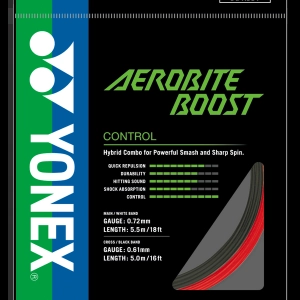 YONEX
®
AEROBITE
BOOST
CONTROL
Hybrid Combo for Powerful Smash and Sharp Spin.
QUICK REPULSION
DURABILITY
HITTING SOUND
SHOCK ABSORPTION
CONTROL
MAIN / WHITE BAND
GAUGE: 0.72mm
LENGTH: 5.5m/18ft
CROSS / BLACK BAND
GAUGE: 0.61mm
LENGTH: 5.0m/16ft